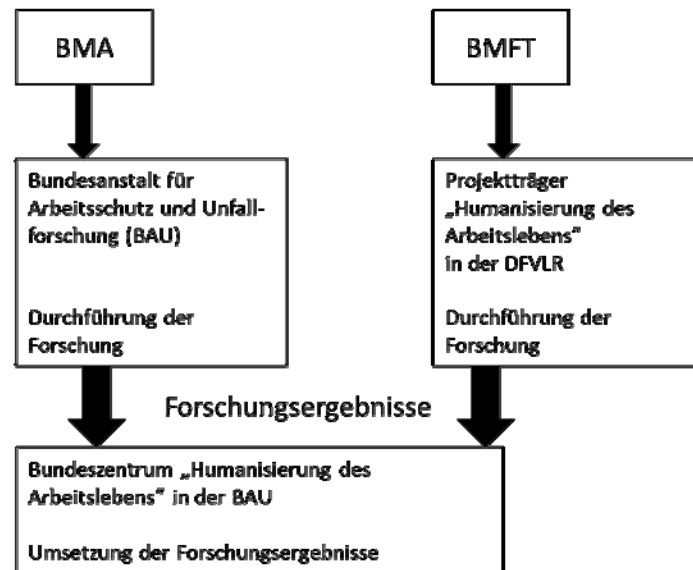 BMA
BMFT
Bundesanstalt für
Arbeitsschutz und Unfall-
forschung (BAU)
Durchführung der
Forschung
Projektträger
„Humanisierung des
Arbeitslebens“
in der DFVLR
Durchführung der
Forschung
Forschungsergebnisse
Bundeszentrum „Humanisierung des
Arbeitslebens“ in der BAU
Umsetzung der Forschungsergebnisse